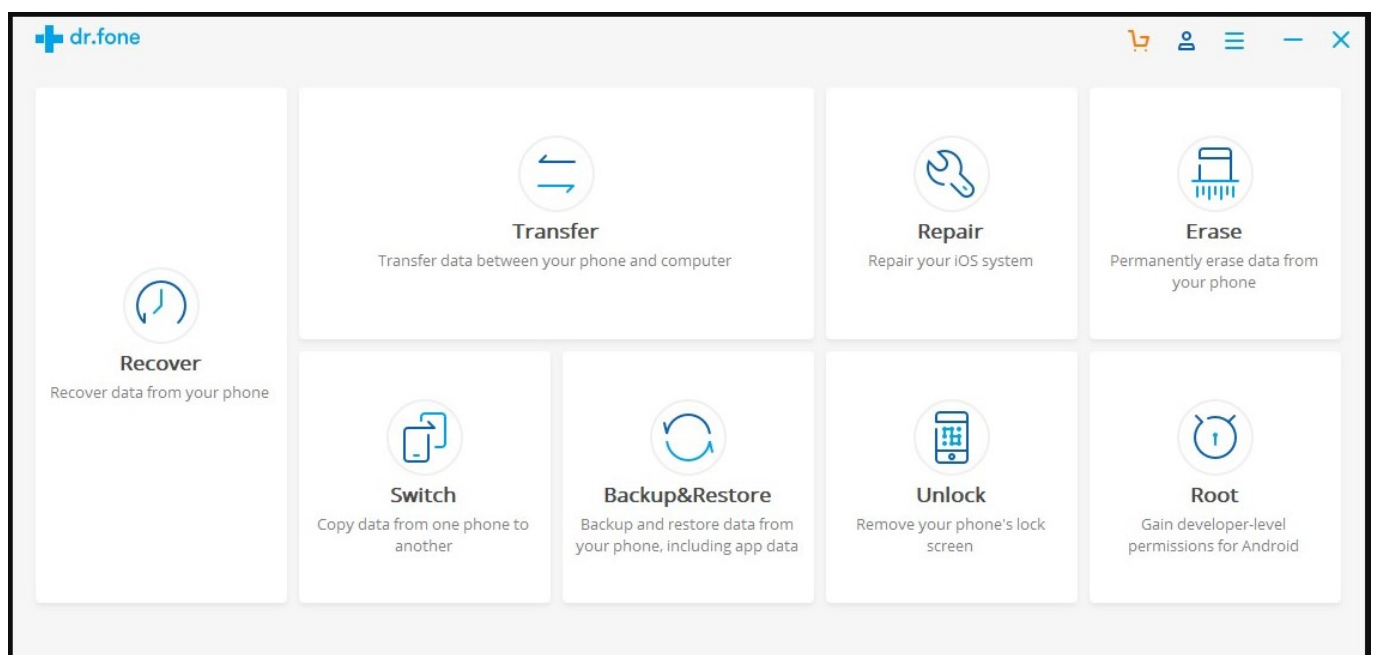 dr.fone
Recover
Recover data from your phone
Transfer
Transfer data between your phone and computer
Repair
Repair your iOS system
Erase
Permanently erase data from
your phone
Switch
Copy data from one phone to
another
Backup&Restore
Backup and restore data from
your phone, including app data
Unlock
Remove your phone's lock
screen
Root
Gain developer-level
permissions for Android